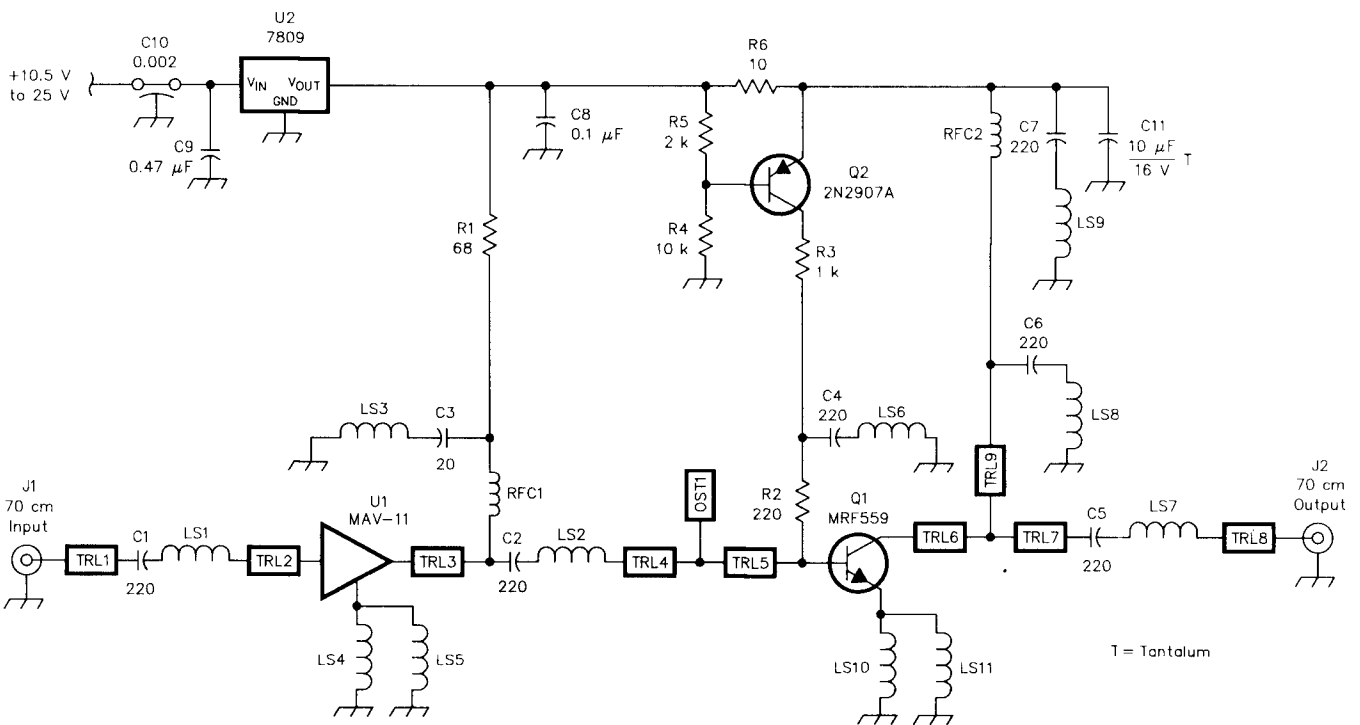 U2
7809
C10
0.002
+10.5 V
to 25 V
VIN
VOUT
GND
C9
0.47 µF
C8
0.1 µF
R6
10
R5
2 k
Q2
2N2907A
R4
10 k
R3
1 k
RFC2
C7
220
C11
10 µF
16 V
T
LS9
R1
68
C6
220
LS8
LS3
C3
20
RFC1
C4
220
LS6
TRL9
J1
70 cm
Input
TRL1
C1
220
LS1
TRL2
U1
MAV-11
TRL3
C2
220
LS2
TRL4
OST1
TRL5
R2
220
Q1
MRF559
TRL6
TRL7
C5
220
LS7
TRL8
J2
70 cm
Output
LS4
LS5
LS10
LS11
T = Tantalum